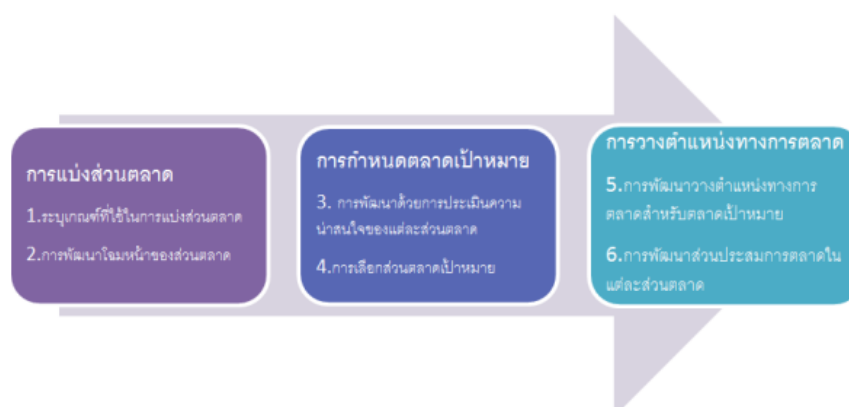 การแบ่งส่วนตลาด
1.ระบุเกณฑ์ที่ใช้ในการแบ่งส่วนตลาด
2.การพัฒนาโฉมหน้าของส่วนตลาด
การกำหนดตลาดเป้าหมาย
3. การพัฒนาด้วยการประเมินความ
น่าสนใจของแต่ละส่วนตลาด
4.การเลือกส่วนตลาดเป้าหมาย
การวางตำแหน่งทางการตลาด
5.การพัฒนาวางตำแหน่งทางการ
ตลาดสำหรับตลาดเป้าหมาย
6.การพัฒนาส่วนประสมการตลาดใน
แต่ละส่วนตลาด